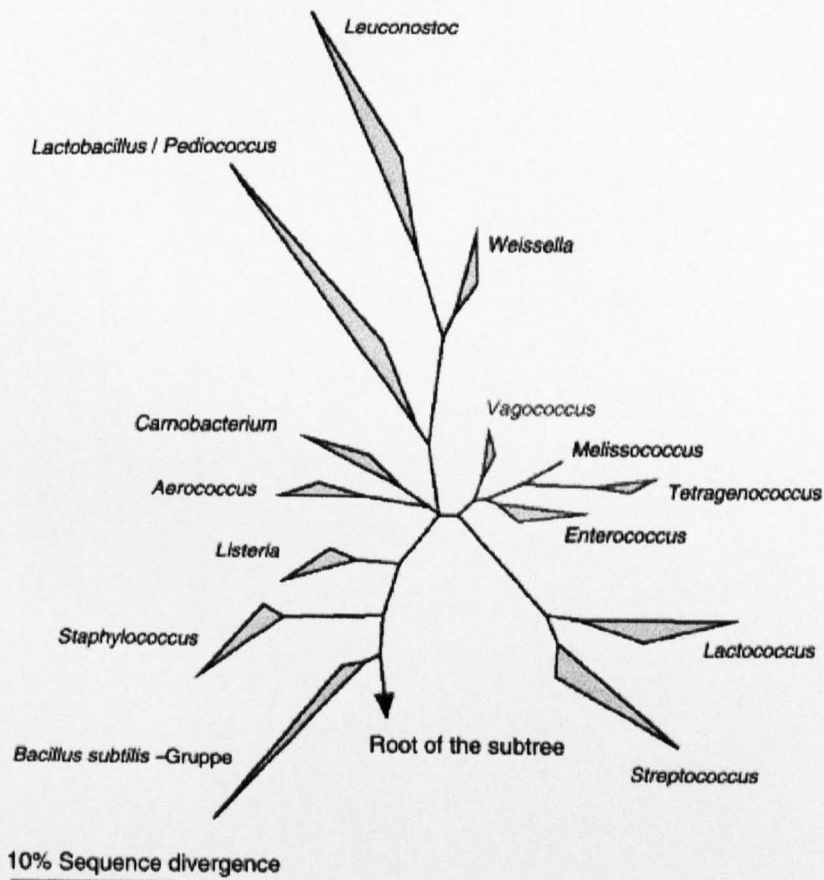 Leuconostoc
Lactobacillus / Pediococcus
Weissella
Vagococcus
Carnobacterium
Melissococcus
Aerococcus
Tetragenococcus
Enterococcus
Listeria
Staphylococcus
Lactococcus
Root of the subtree
Bacillus subtilis –Gruppe
Streptococcus
10% Sequence divergence